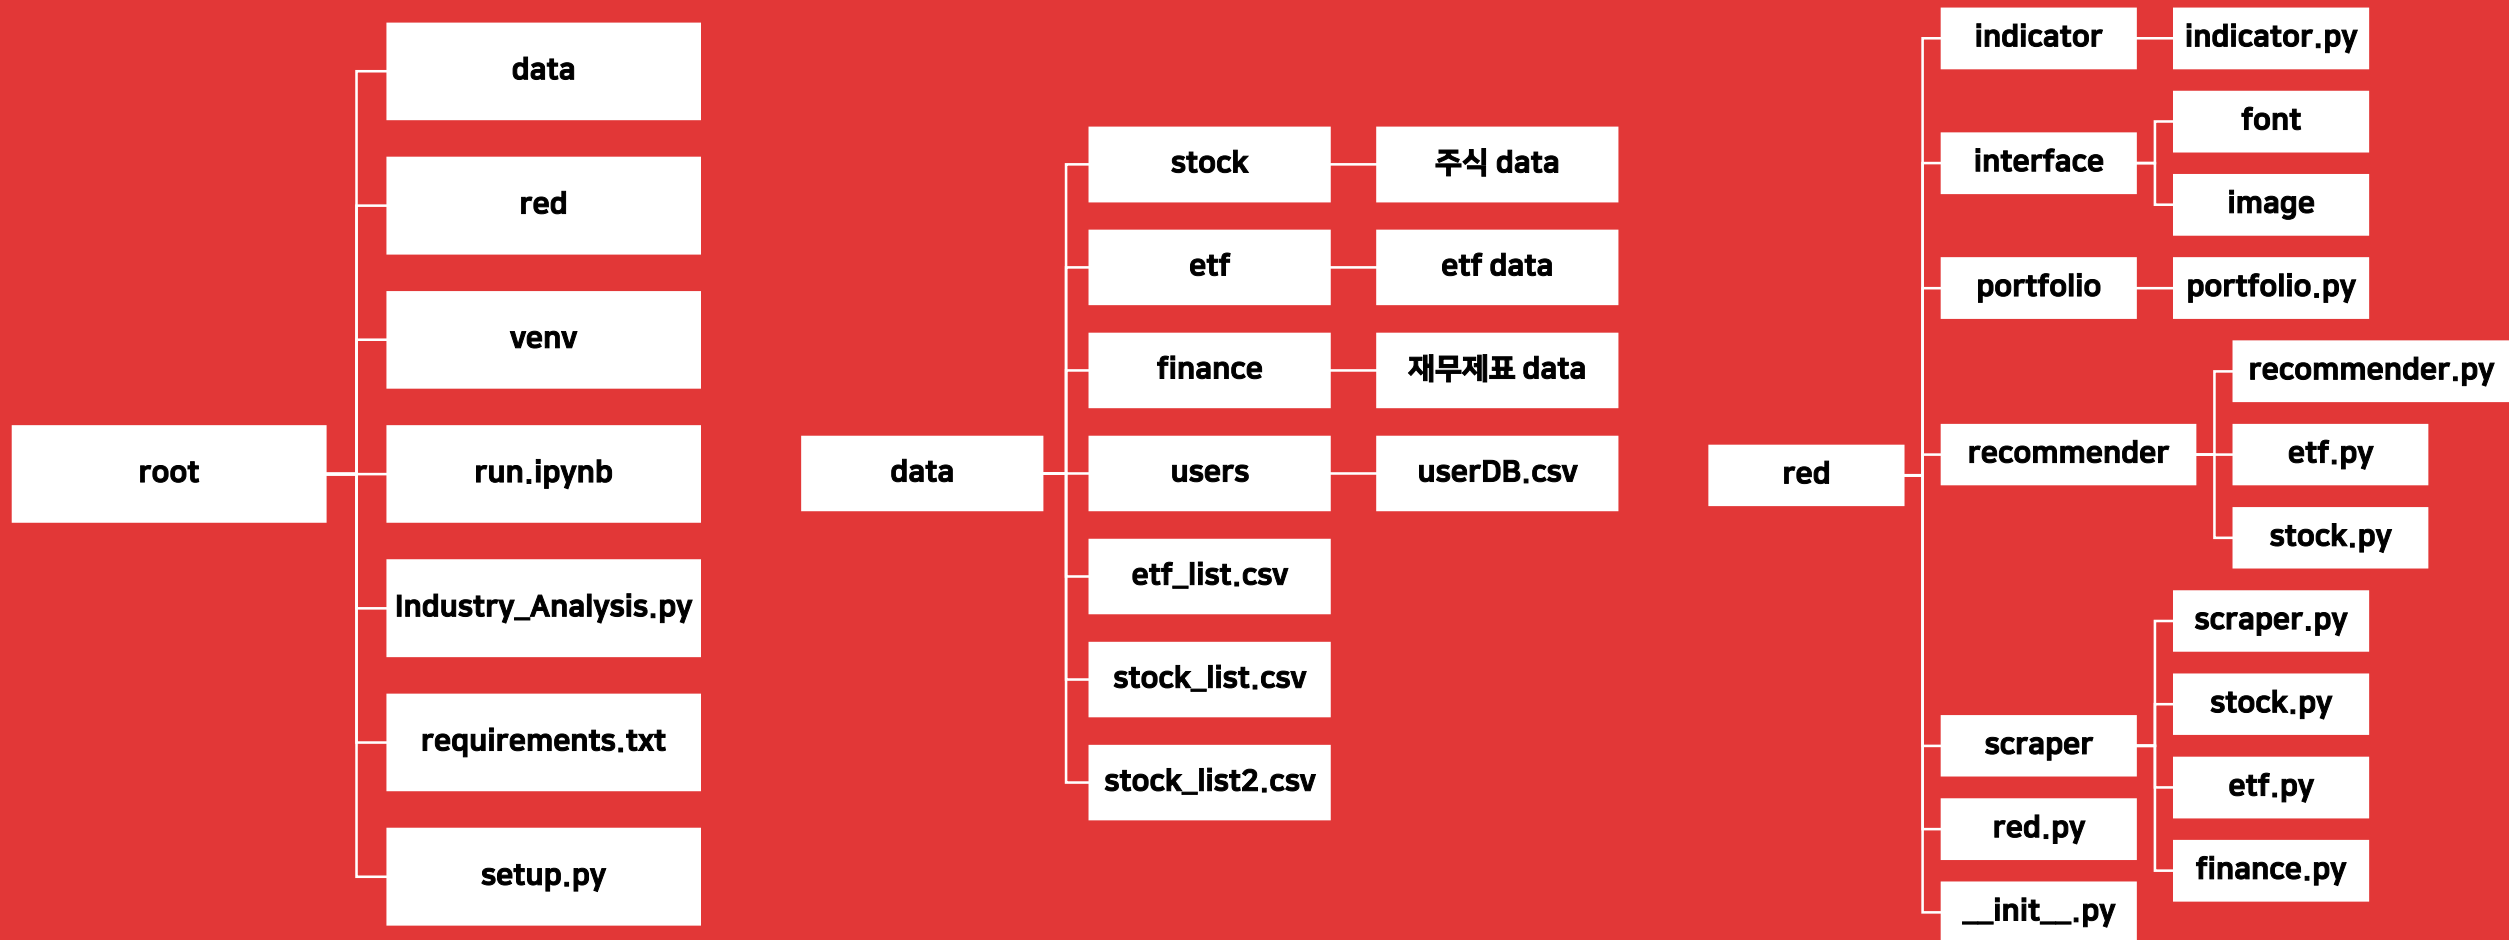 root
data
red
venv
run.ipynb
Industry_Analysis.py
requirements.txt
setup.py
data
stock
주식 data
etf
etf data
finance
재무제표 data
users
userDB.csv
etf_list.csv
stock_list.csv
stock_list2.csv
red
indicator
indicator.py
interface
font
image
portfolio
portfolio.py
recommender
recommender.py
etf.py
stock.py
scraper
scraper.py
stock.py
etf.py
finance.py
red.py
__init__.py